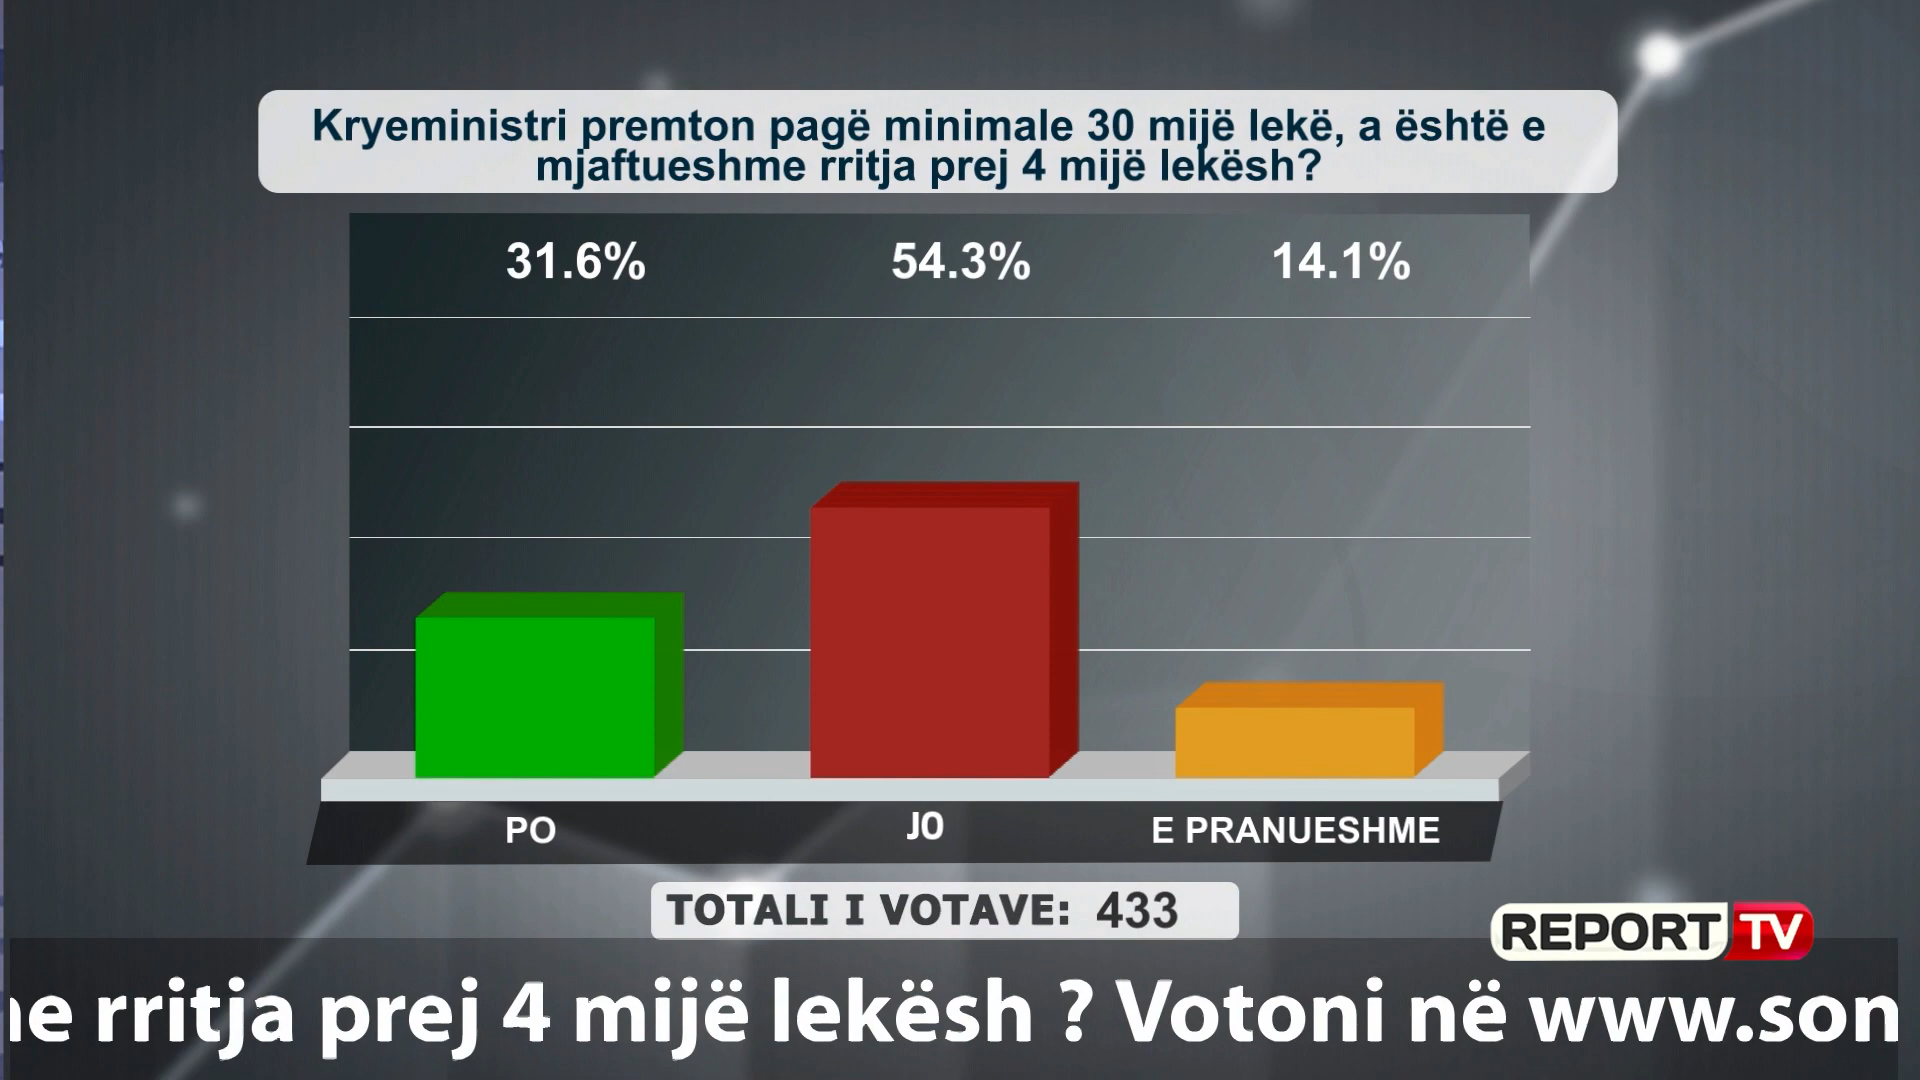 Kryeministri premton pagë minimale 30 mijë lekë, a është e
mjaftueshme rritja prej 4 mijë lekësh?
31.6% 54.3% 14.1%
PO JO E PRANUESHME
TOTALI I VOTAVE: 433
REPORT TV
rritja prej 4 mijë lekësh ? Votoni në www.son